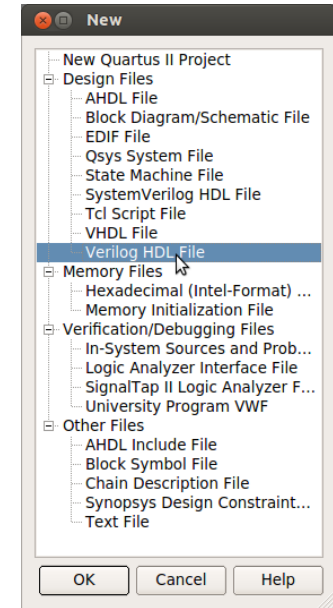 New
New Quartus II Project
Design Files
AHDL File
Block Diagram/Schematic File
EDIF File
Qsys System File
State Machine File
SystemVerilog HDL File
Tcl Script File
VHDL File
Verilog HDL File
Memory Files
Hexadecimal (Intel-Format) ...
Memory Initialization File
Verification/Debugging Files
In-System Sources and Prob...
Logic Analyzer Interface File
SignalTap II Logic Analyzer F...
University Program VWF
Other Files
AHDL Include File
Block Symbol File
Chain Description File
Synopsys Design Constraint...
Text File
OK Cancel Help